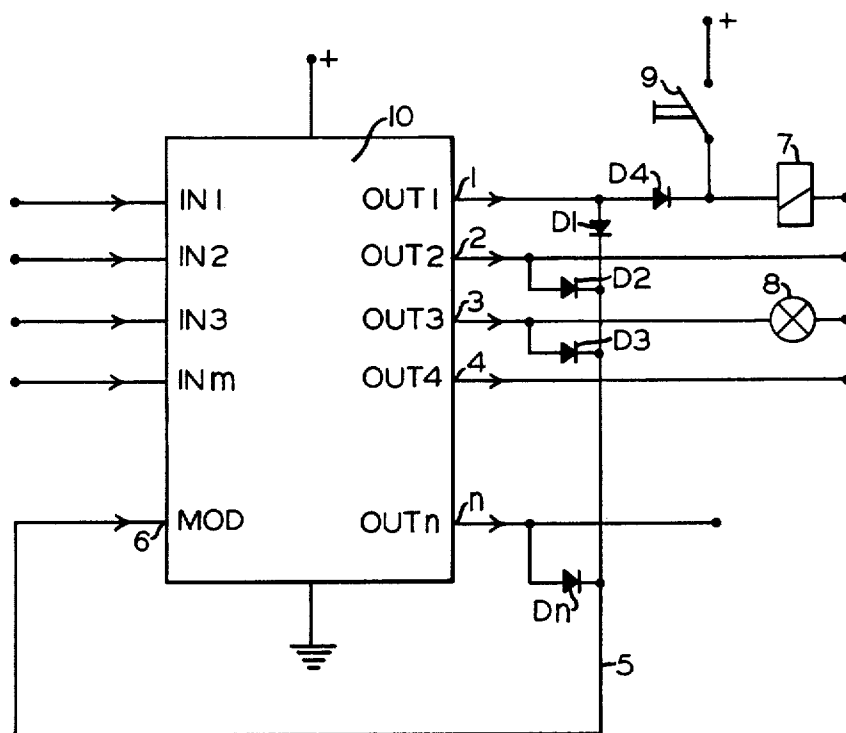 +
+
9
10
7
1
D4
IN1
OUT1
D1
2
IN2
OUT2
D2
8
3
IN3
OUT3
D3
4
INm
OUT4
n
MOD
OUTn
6
Dn
5